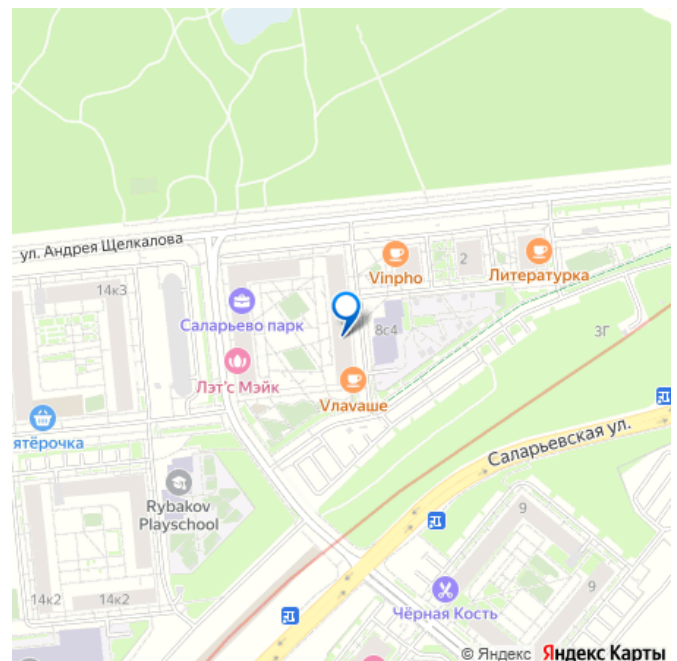 ул. Андрея Щелкалова
Vinpho
2
Литературка
14к3
Саларьево парк
8с4
3Г
Лэт'с Мэйк
Vлаvаше
ятёрочка
Саларьевская ул.
Rybakov
Playschool
9
9
14к2
14к2
Чёрная Кость
© Яндекс Яндекс Карты